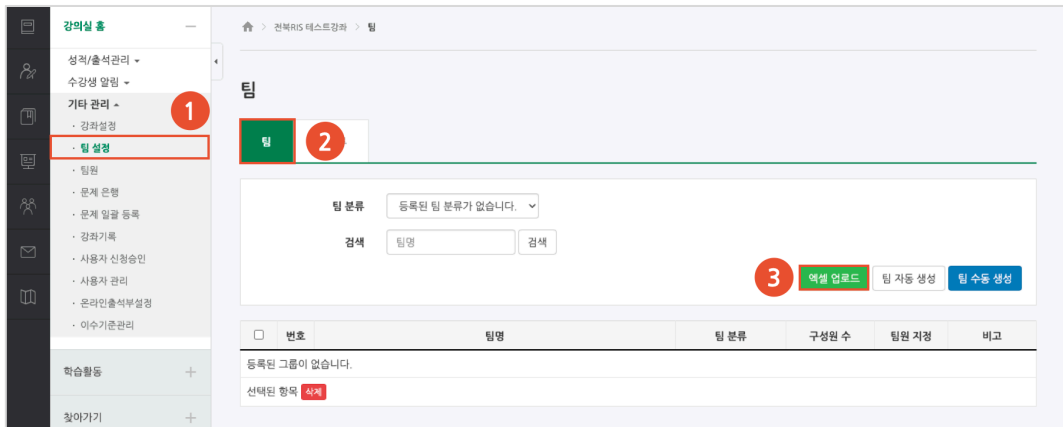 강의실 홈
성적/출석관리
수강생 알림
기타 관리
1
· 강좌설정
· 팀 설정
· 팀원
· 문제 은행
· 문제 일괄 등록
· 강좌기록
· 사용자 신청승인
· 사용자 관리
· 온라인출석부설정
· 이수기준관리
학습활동
찾아가기
> 전북RIS 테스트강좌 > 팀
팀
팀 2
팀 분류 등록된 팀 분류가 없습니다.
검색 팀명 검색
3 엑셀 업로드 팀 자동 생성 팀 수동 생성
번호 팀명 팀 분류 구성원 수 팀원 지정 비고
등록된 그룹이 없습니다.
선택된 항목 삭제